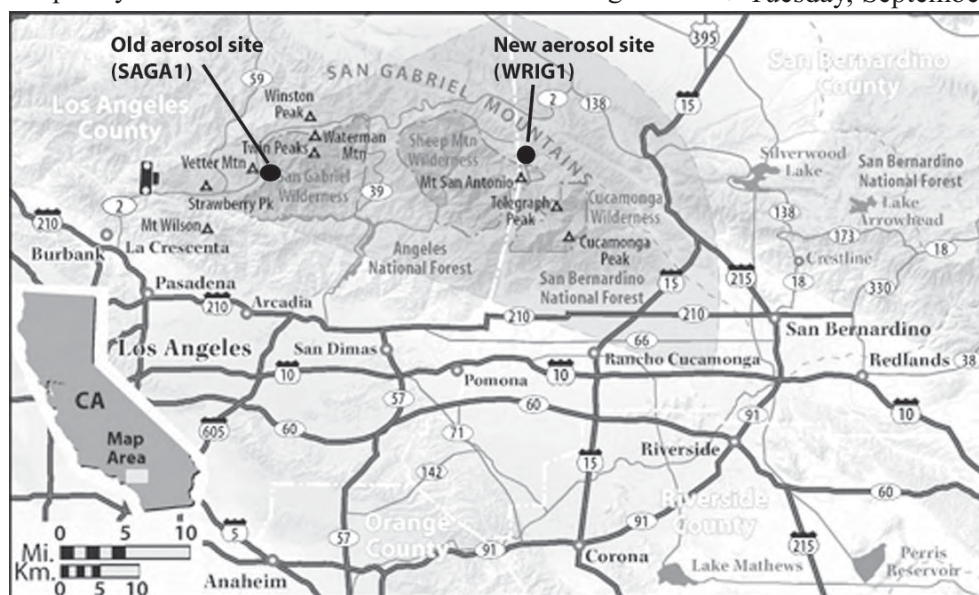 Tuesday, September
Old aerosol site
(SAGA1)
New aerosol site
(WRIG1)
395
San Bernardino
County
SAN GABRIEL MOUNTAINS
59
2
138
15
Los Angeles
County
Winston
Peak
Waterman
Mtn
Twin Peaks
Sheep Mtn
Wilderness
Silverwood
Lake
San Bernardino
National Forest
Vetter Mtn
San Gabriel
Wilderness
39
Mt San Antonio
Strawberry Pk
Telegraph
Peak
Cucamonga
Wilderness
138
Lake
Arrowhead
2
Mt Wilson
210
Burbank
La Crescenta
Angeles
National Forest
Cucamonga
Peak
173
18
Crestline
San Bernardino
National Forest
15
215
18
330
Pasadena
210
Arcadia
210
210
San Bernardino
Los Angeles
San Dimas
66
Rancho Cucamonga
Redlands
38
10
Pomona
10
CA
57
60
91
10
Map
Area
605
60
71
Riverside
142
15
60
Orange
County
Riverside
County
0 5 10
Mi.
Km.
0 5 10
5
57
91
91
215
Anaheim
Corona
Lake Mathews
Perris
Reservoir